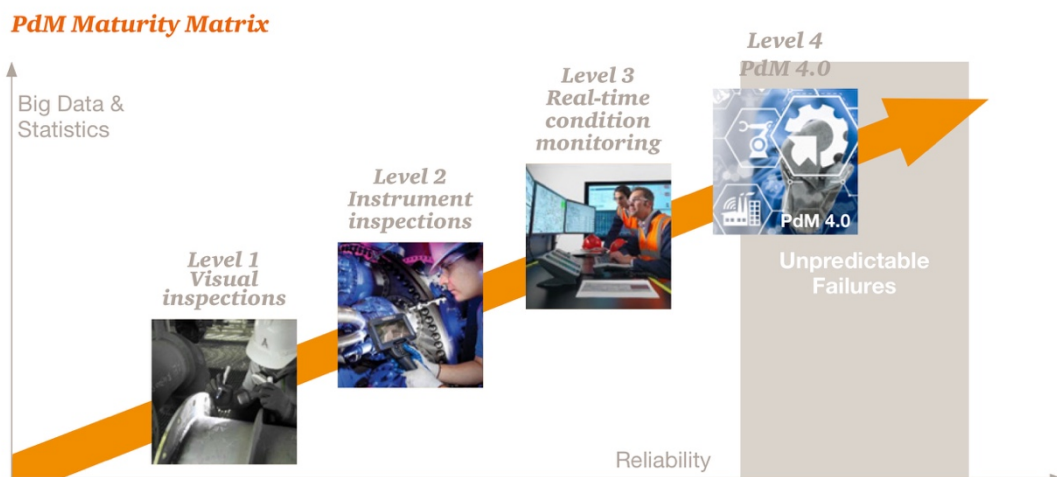 PdM Maturity Matrix
Big Data &
Statistics
Level 1
Visual
inspections
Level 2
Instrument
inspections
Level 3
Real-time
condition
monitoring
Level 4
PdM 4.0
PdM 4.0
Unpredictable
Failures
Reliability